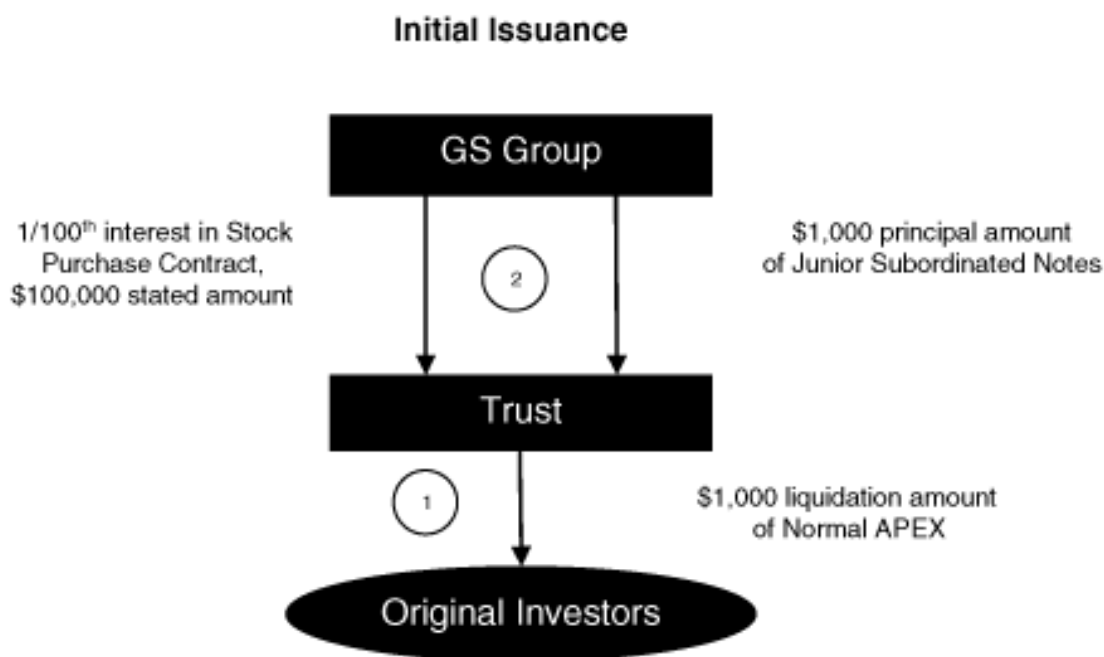 Initial Issuance
GS Group
1/100th interest in Stock
Purchase Contract,
$100,000 stated amount
2
$1,000 principal amount
of Junior Subordinated Notes
Trust
1
$1,000 liquidation amount
of Normal APEX
Original Investors